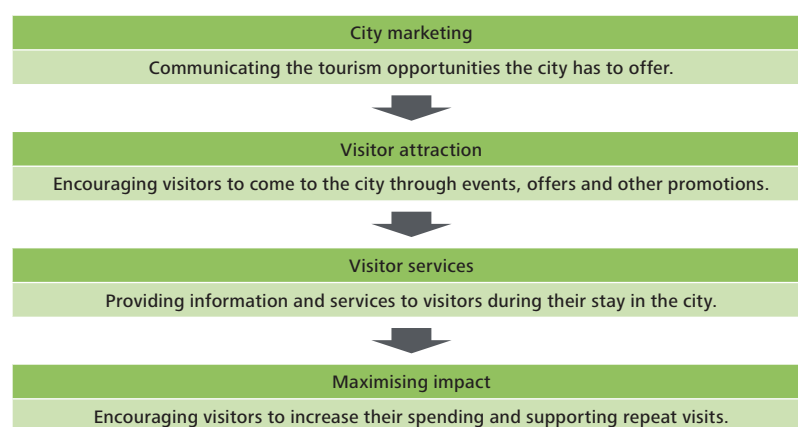 City marketing
Communicating the tourism opportunities the city has to offer.
Visitor attraction
Encouraging visitors to come to the city through events, offers and other promotions.
Visitor services
Providing information and services to visitors during their stay in the city.
Maximising impact
Encouraging visitors to increase their spending and supporting repeat visits.